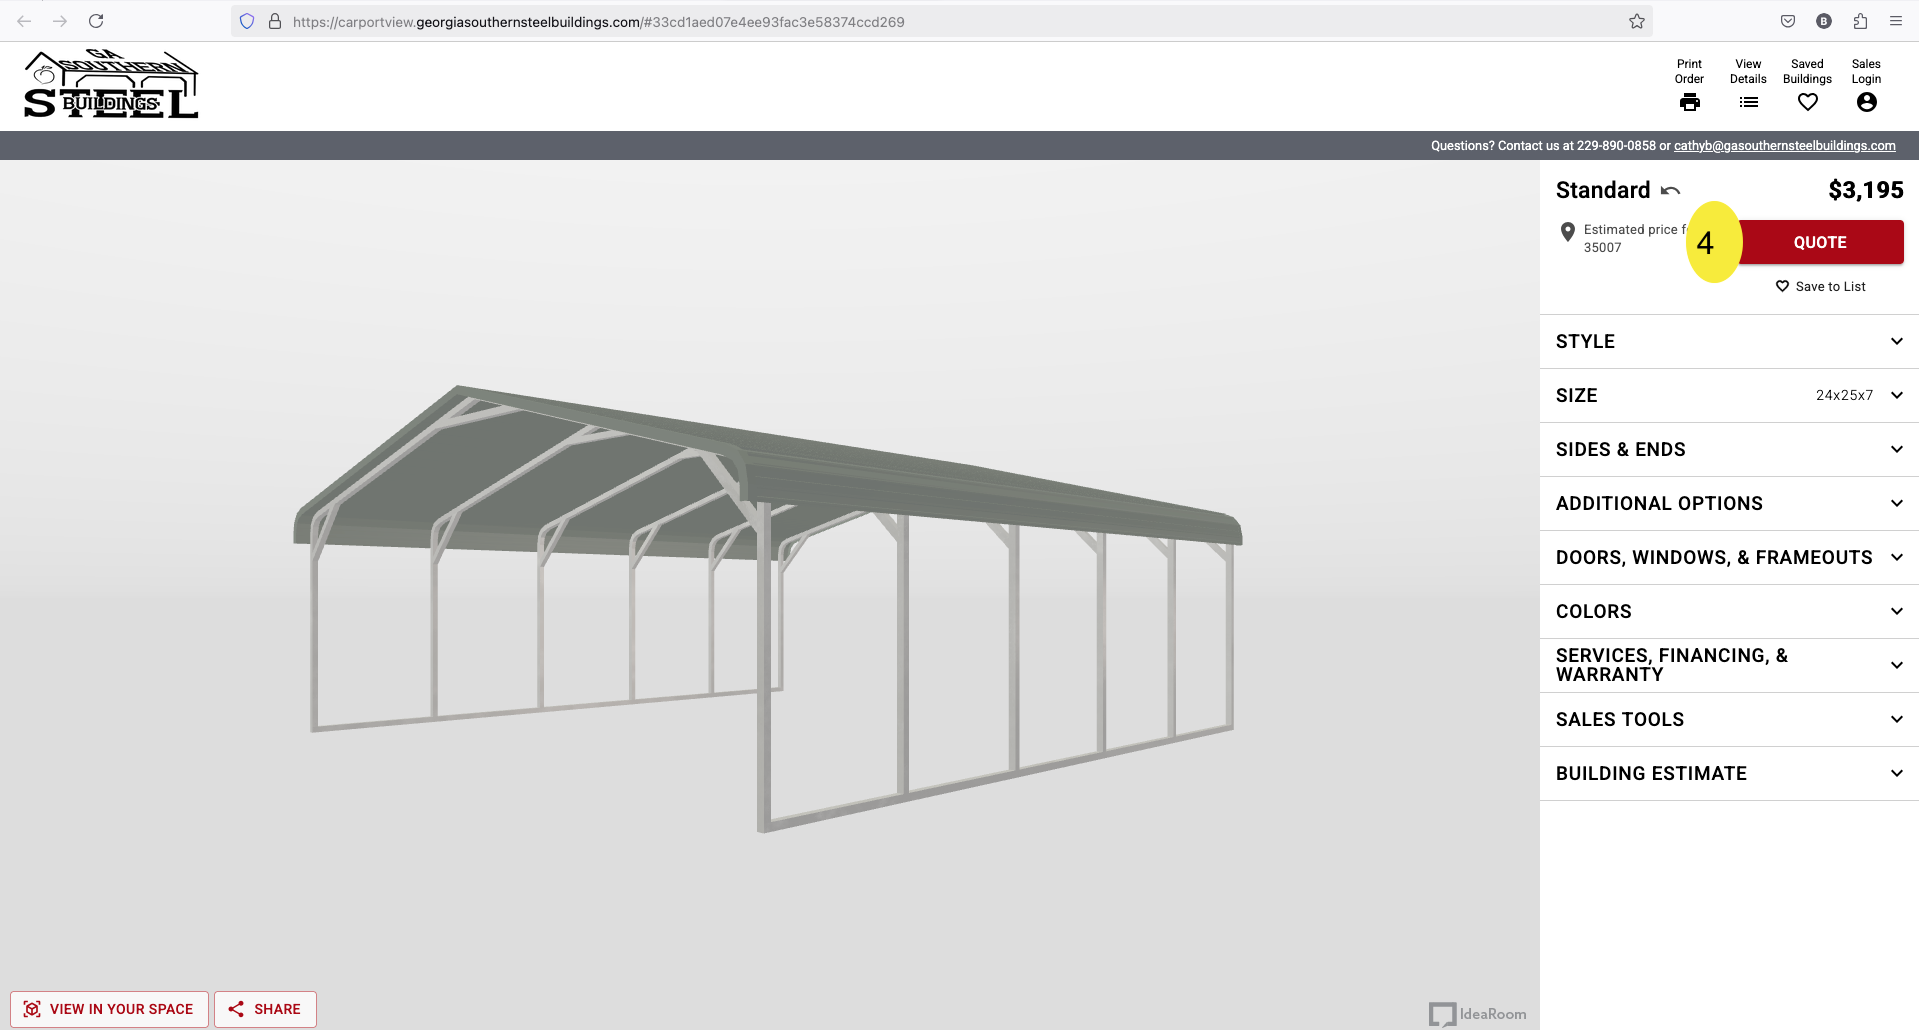 https://carportview.georgiasouthernsteelbuildings.com/#33cd1aed07e4ee93fac3e58374ccd269
B
GA
SOUTHERN
STEEL
BUILDINGS
Print Order
View Details
Saved Buildings
Sales Login
Questions? Contact us at 229-890-0858 or cathyb@gasouthernsteelbuildings.com
Standard
$3,195
Estimated price f
35007
4
QUOTE
Save to List
STYLE
SIZE 24x25x7
SIDES & ENDS
ADDITIONAL OPTIONS
DOORS, WINDOWS, & FRAMEOUTS
COLORS
SERVICES, FINANCING, &
WARRANTY
SALES TOOLS
BUILDING ESTIMATE
VIEW IN YOUR SPACE
SHARE
IdeaRoom